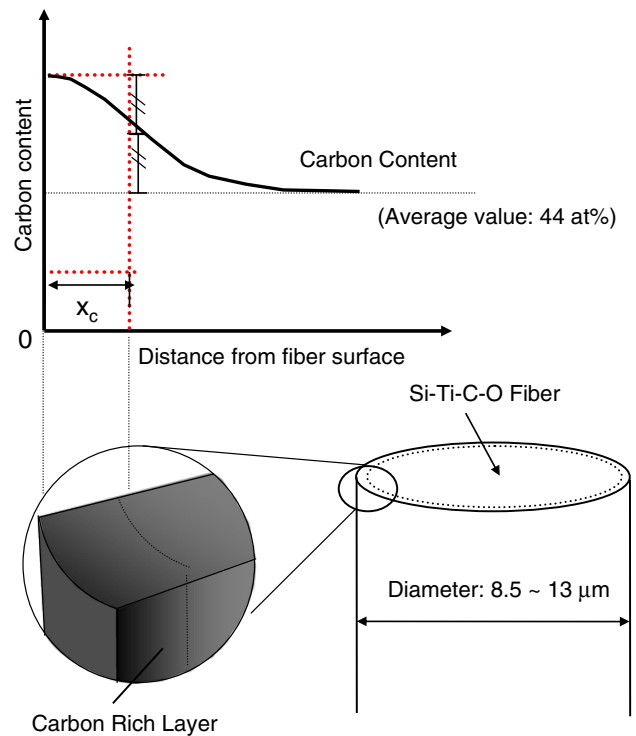 Carbon content
Carbon Content
(Average value: 44 at%)
xc
0
Distance from fiber surface
Si-Ti-C-O Fiber
Diameter: 8.5 ~ 13 μm
Carbon Rich Layer